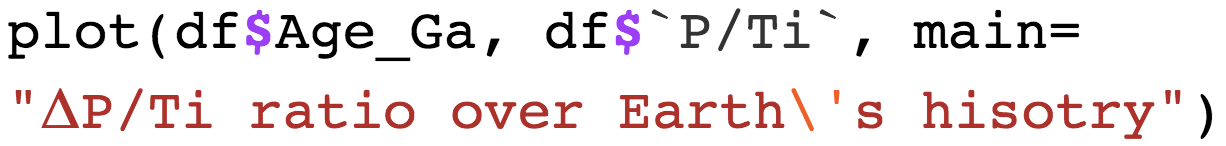 plot(df$Age_Ga, df$`P/Ti`, main=
"ΔP/Ti ratio over Earth\'s hisotry")